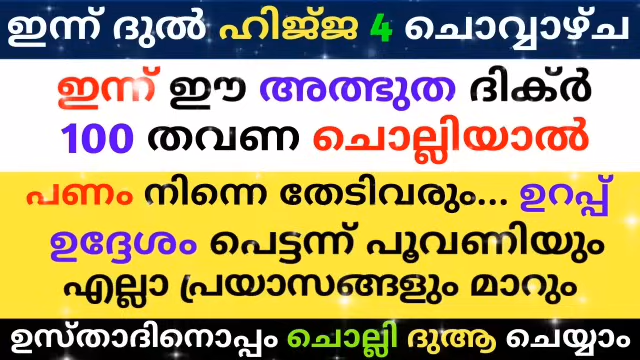 ഇന്ന് ദുൽ ഹിജ്ജ 4 ചൊവ്വാഴ്ച
ഇന്ന് ഈ അത്ഭുത ദിക്ർ
100 തവണ ചൊല്ലിയാൽ
പണം നിന്നെ തേടിവരും... ഉറപ്പ്
ഉദ്ദേശം പെട്ടന്ന് പൂവണിയും
എല്ലാ പ്രയാസങ്ങളും മാറും
ഉസ്താദിനൊപ്പം ചൊല്ലി ദുആ ചെയ്യാം